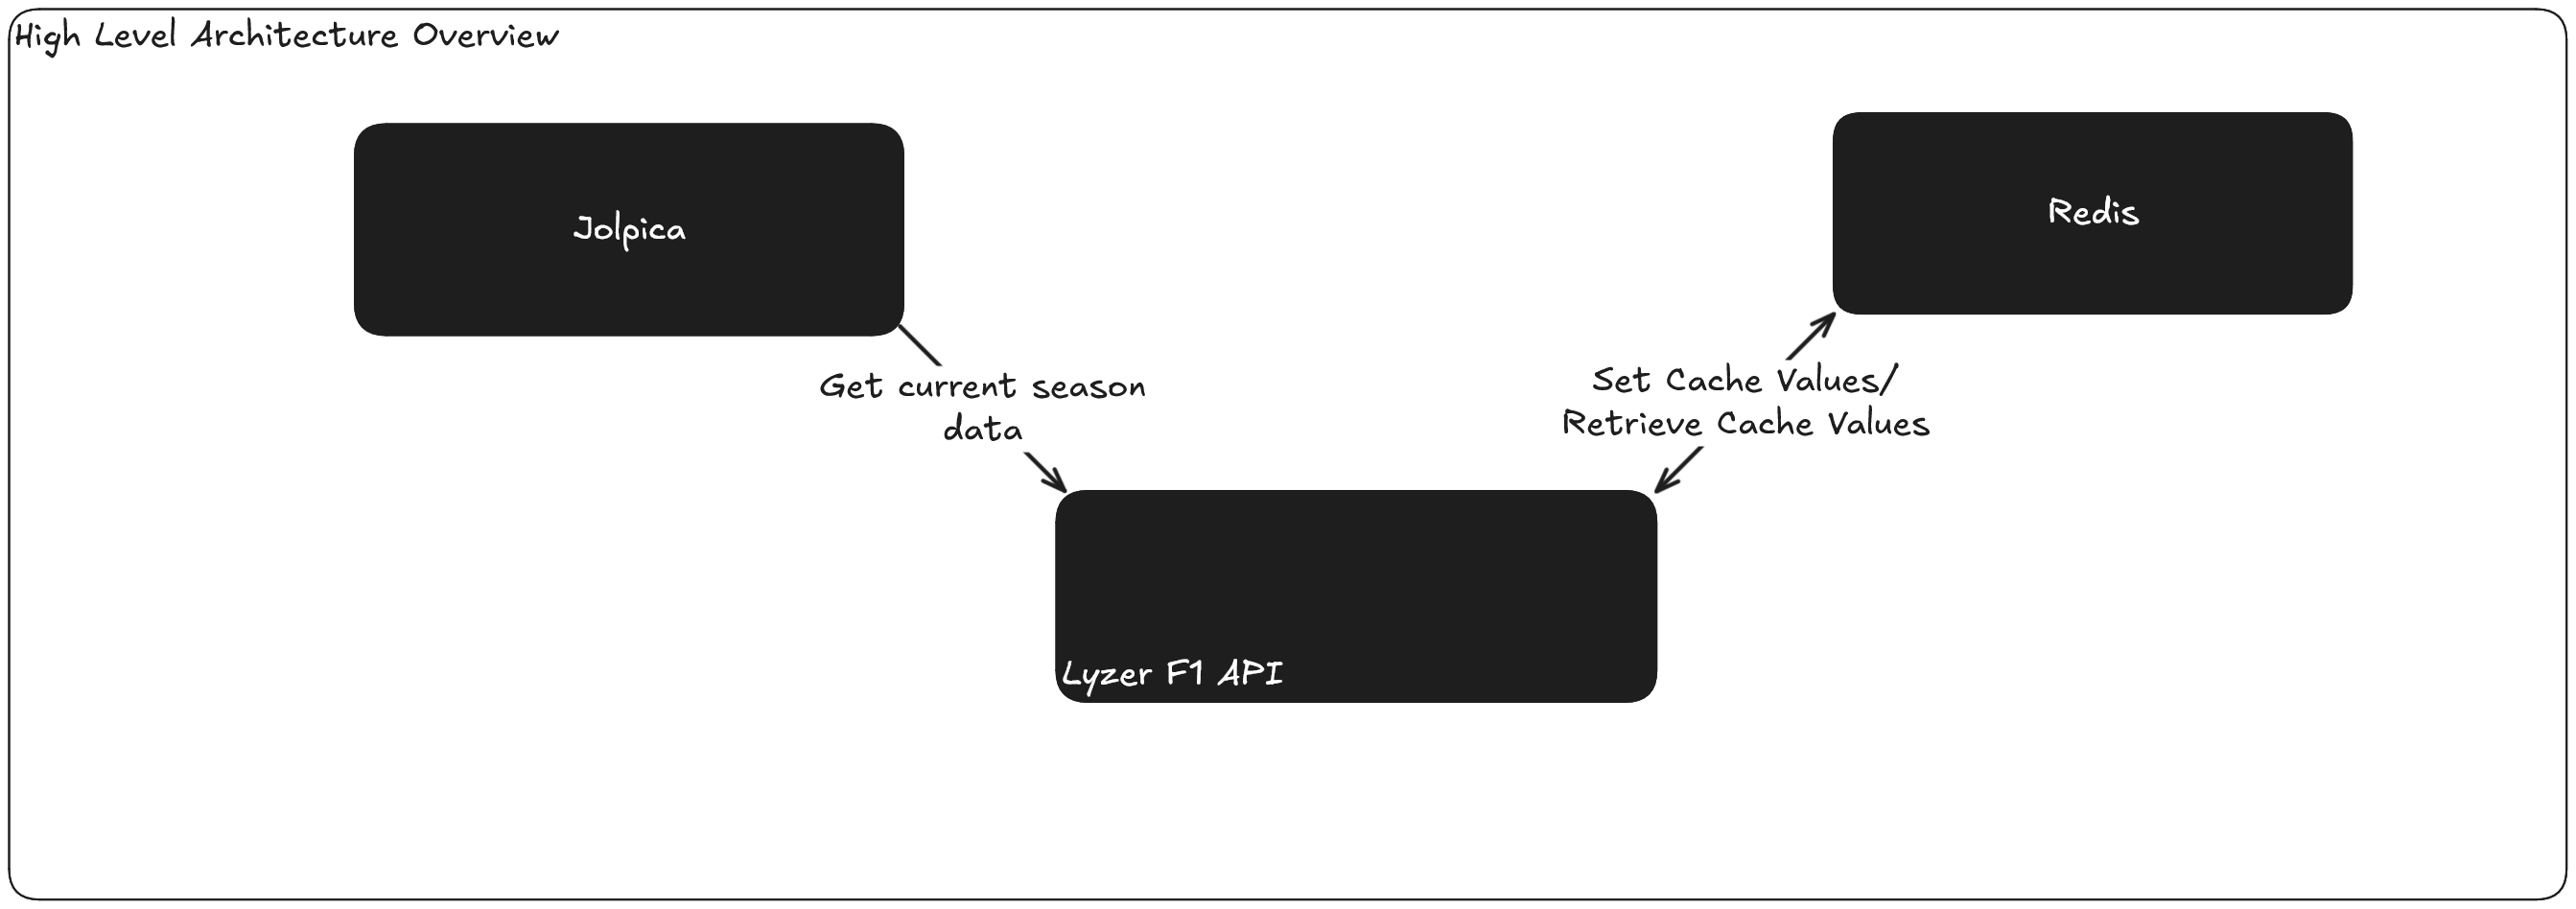 High Level Architecture Overview
Jolpica
Redis
Get current season
data
Set Cache Values/
Retrieve Cache Values
Lyzer F1 API